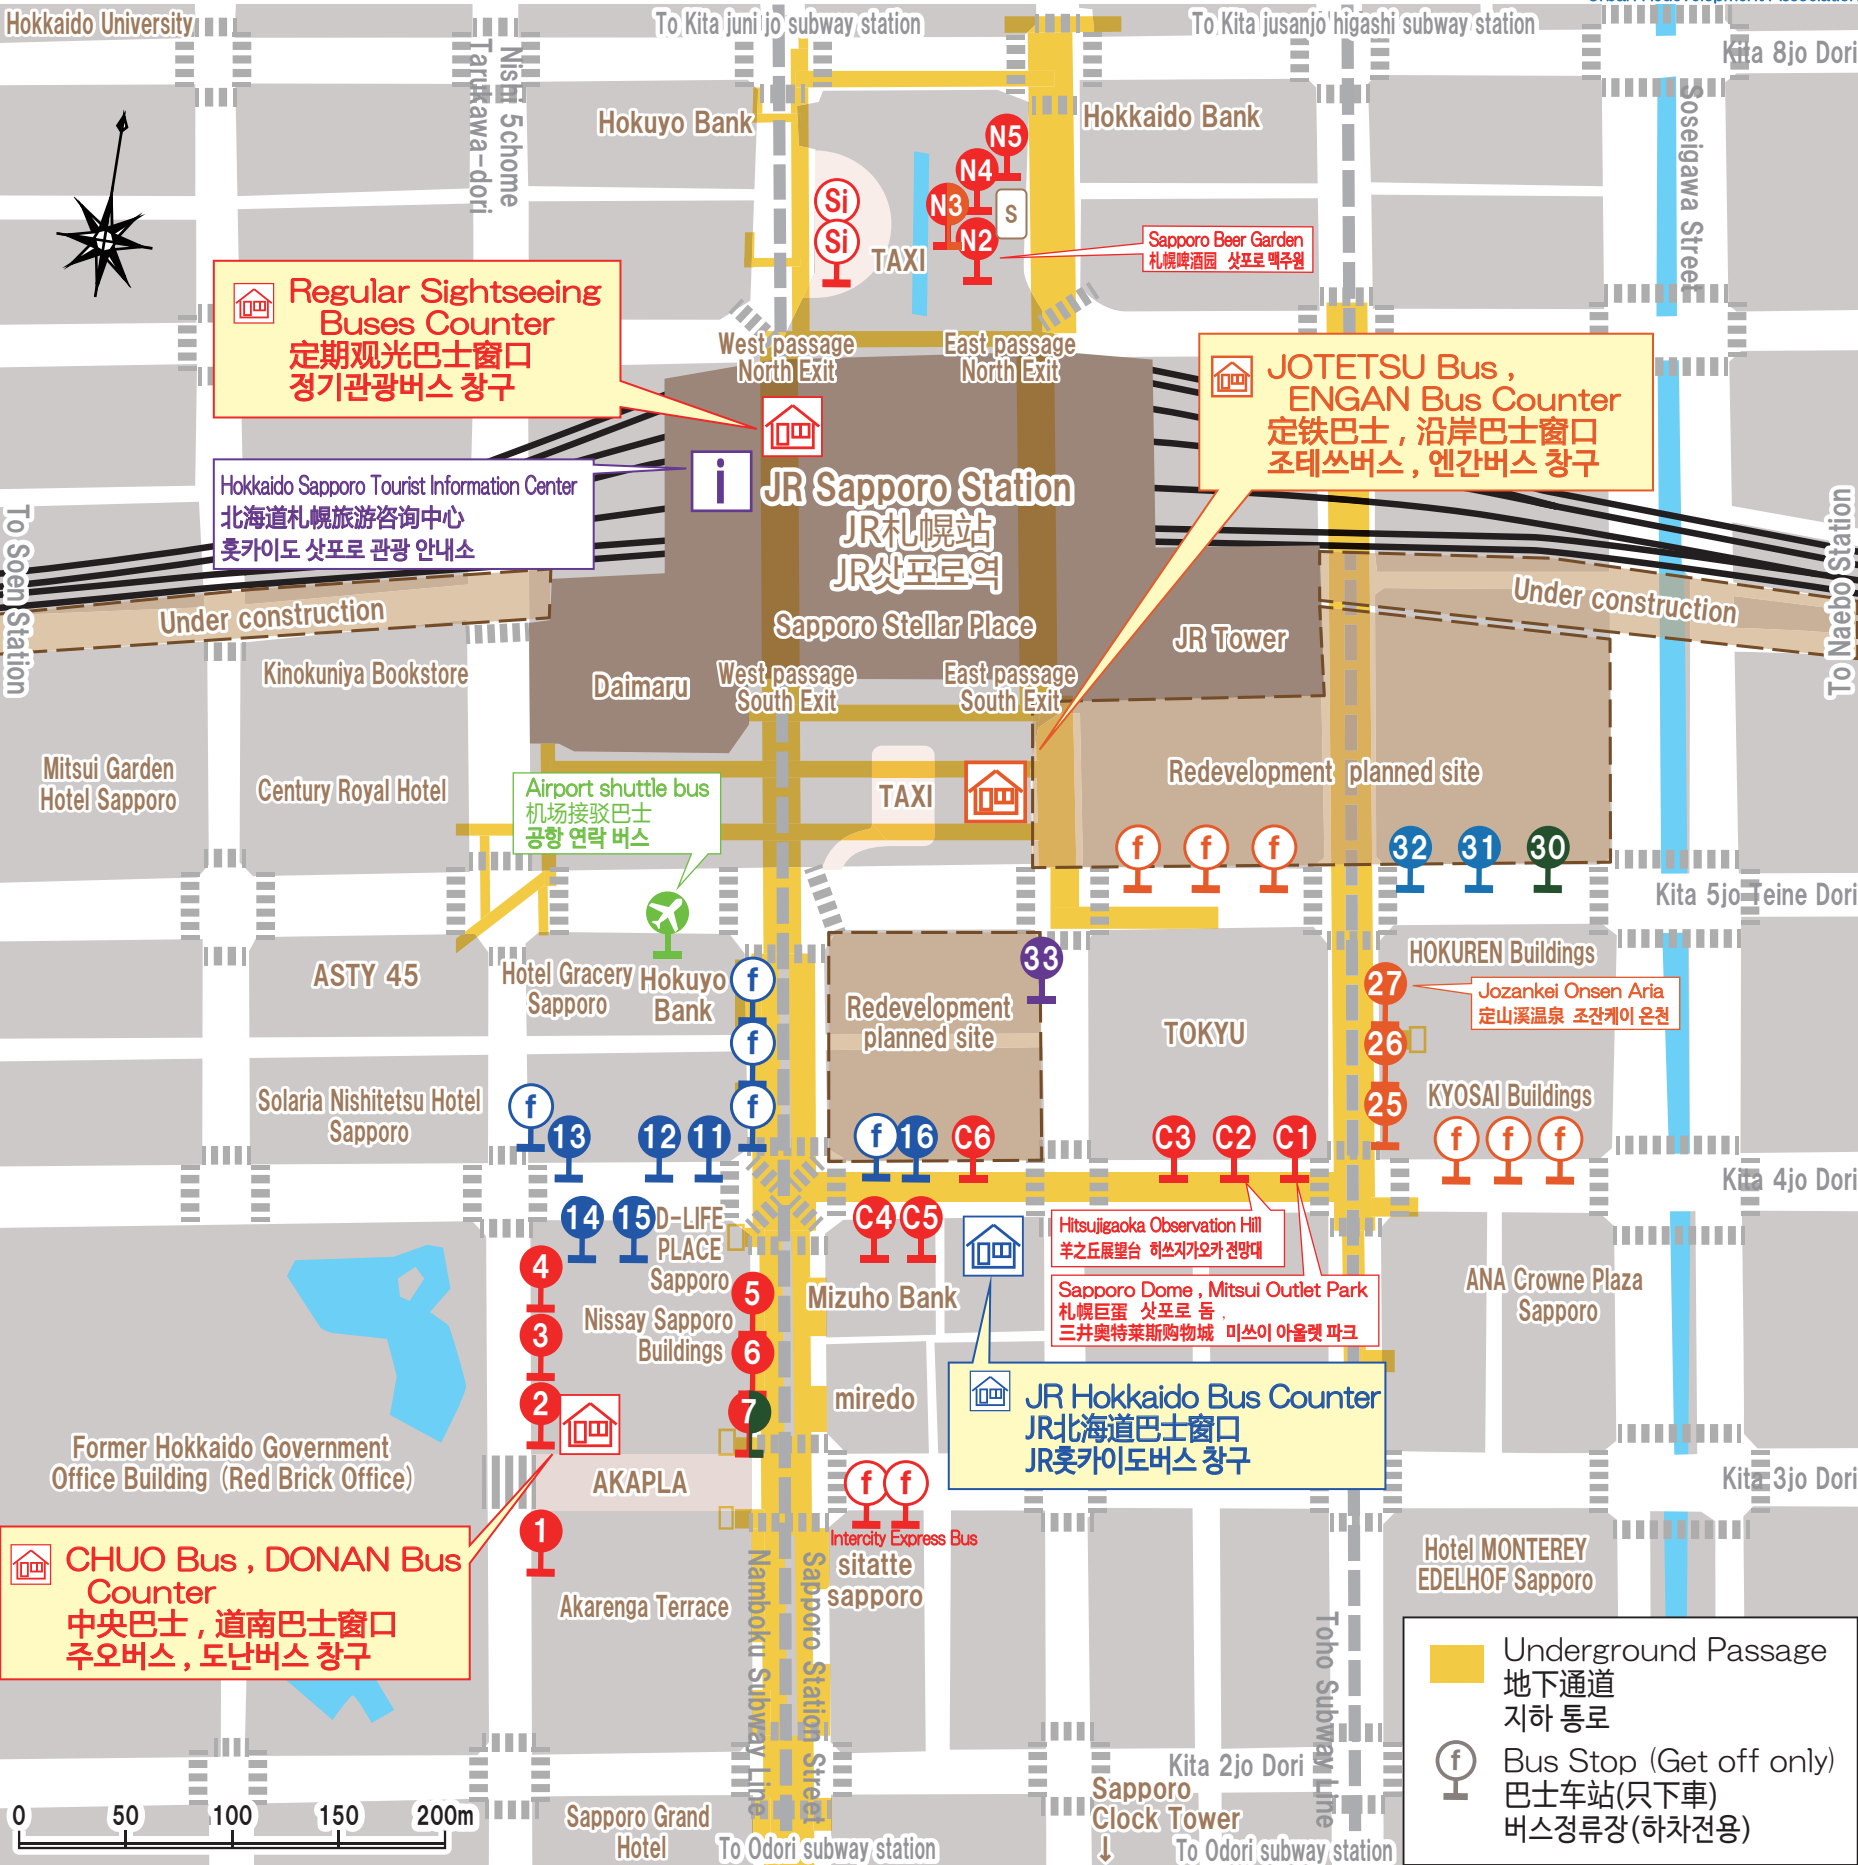 Hokkaido University
To Kita juni jo subway station
To Kita jusanjo higashi subway station
Kita 8jo Dori
Nishi 5chome
Tarukawa-dori
Hokuyo Bank
Hokkaido Bank
Soseigawa Street
N5
N4
N3
N2
S
Si
Si
TAXI
Sapporo Beer Garden
札幌啤酒园 삿포로 맥주원
Regular Sightseeing
Buses Counter
定期观光巴士窗口
정기관광버스 창구
West passage
North Exit
East passage
North Exit
JOTETSU Bus ,
ENGAN Bus Counter
定铁巴士 , 沿岸巴士窗口
조테쓰버스 , 엔간버스 창구
Hokkaido Sapporo Tourist Information Center
北海道札幌旅游咨询中心
홋카이도 삿포로 관광 안내소
i
JR Sapporo Station
JR札幌站
JR삿포로역
Sapporo Stellar Place
To Soen Station
To Naebo Station
Under construction
Under construction
JR Tower
Kinokuniya Bookstore
Daimaru
West passage
South Exit
East passage
South Exit
Mitsui Garden
Hotel Sapporo
Century Royal Hotel
Airport shuttle bus
机场接驳巴士
공항 연락 버스
TAXI
Redevelopment planned site
f
f
f
32
31
30
Kita 5jo Teine Dori
ASTY 45
Hotel Gracery
Sapporo
Hokuyo
Bank
f
f
f
Redevelopment
planned site
33
TOKYU
HOKUREN Buildings
27
26
25
Jozankei Onsen Aria
定山溪温泉 조잔케이 온천
KYOSAI Buildings
f
f
f
Solaria Nishitetsu Hotel
Sapporo
f
13
12
11
f
16
C6
C3
C2
C1
Kita 4jo Dori
14
15
D-LIFE
PLACE
Sapporo
C4
C5
Hitsujigaoka Observation Hill
羊之丘展望台 히쓰지가오카 전망대
Sapporo Dome , Mitsui Outlet Park
札幌巨蛋 삿포로 돔 ,
三井奥特莱斯购物城 미쓰이 아울렛 파크
4
3
2
1
5
6
7
Nissay Sapporo
Buildings
Mizuho Bank
miredo
ANA Crowne Plaza
Sapporo
JR Hokkaido Bus Counter
JR北海道巴士窗口
JR홋카이도버스 창구
Former Hokkaido Government
Office Building (Red Brick Office)
AKAPLA
f
f
Intercity Express Bus
sitatte
sapporo
Kita 3jo Dori
Hotel MONTEREY
EDELHOF Sapporo
CHUO Bus , DONAN Bus
Counter
中央巴士 , 道南巴士窗口
주오버스 , 도난버스 창구
Akarenga Terrace
Namboku Subway Line
Sapporo Station Street
Toho Subway Line
Kita 2jo Dori
Sapporo
Clock Tower
↓
Sapporo Grand
Hotel
To Odori subway station
To Odori subway station
0 50 100 150 200m
Underground Passage
地下通道
지하 통로
f
Bus Stop (Get off only)
巴士车站(只下車)
버스정류장(하차전용)